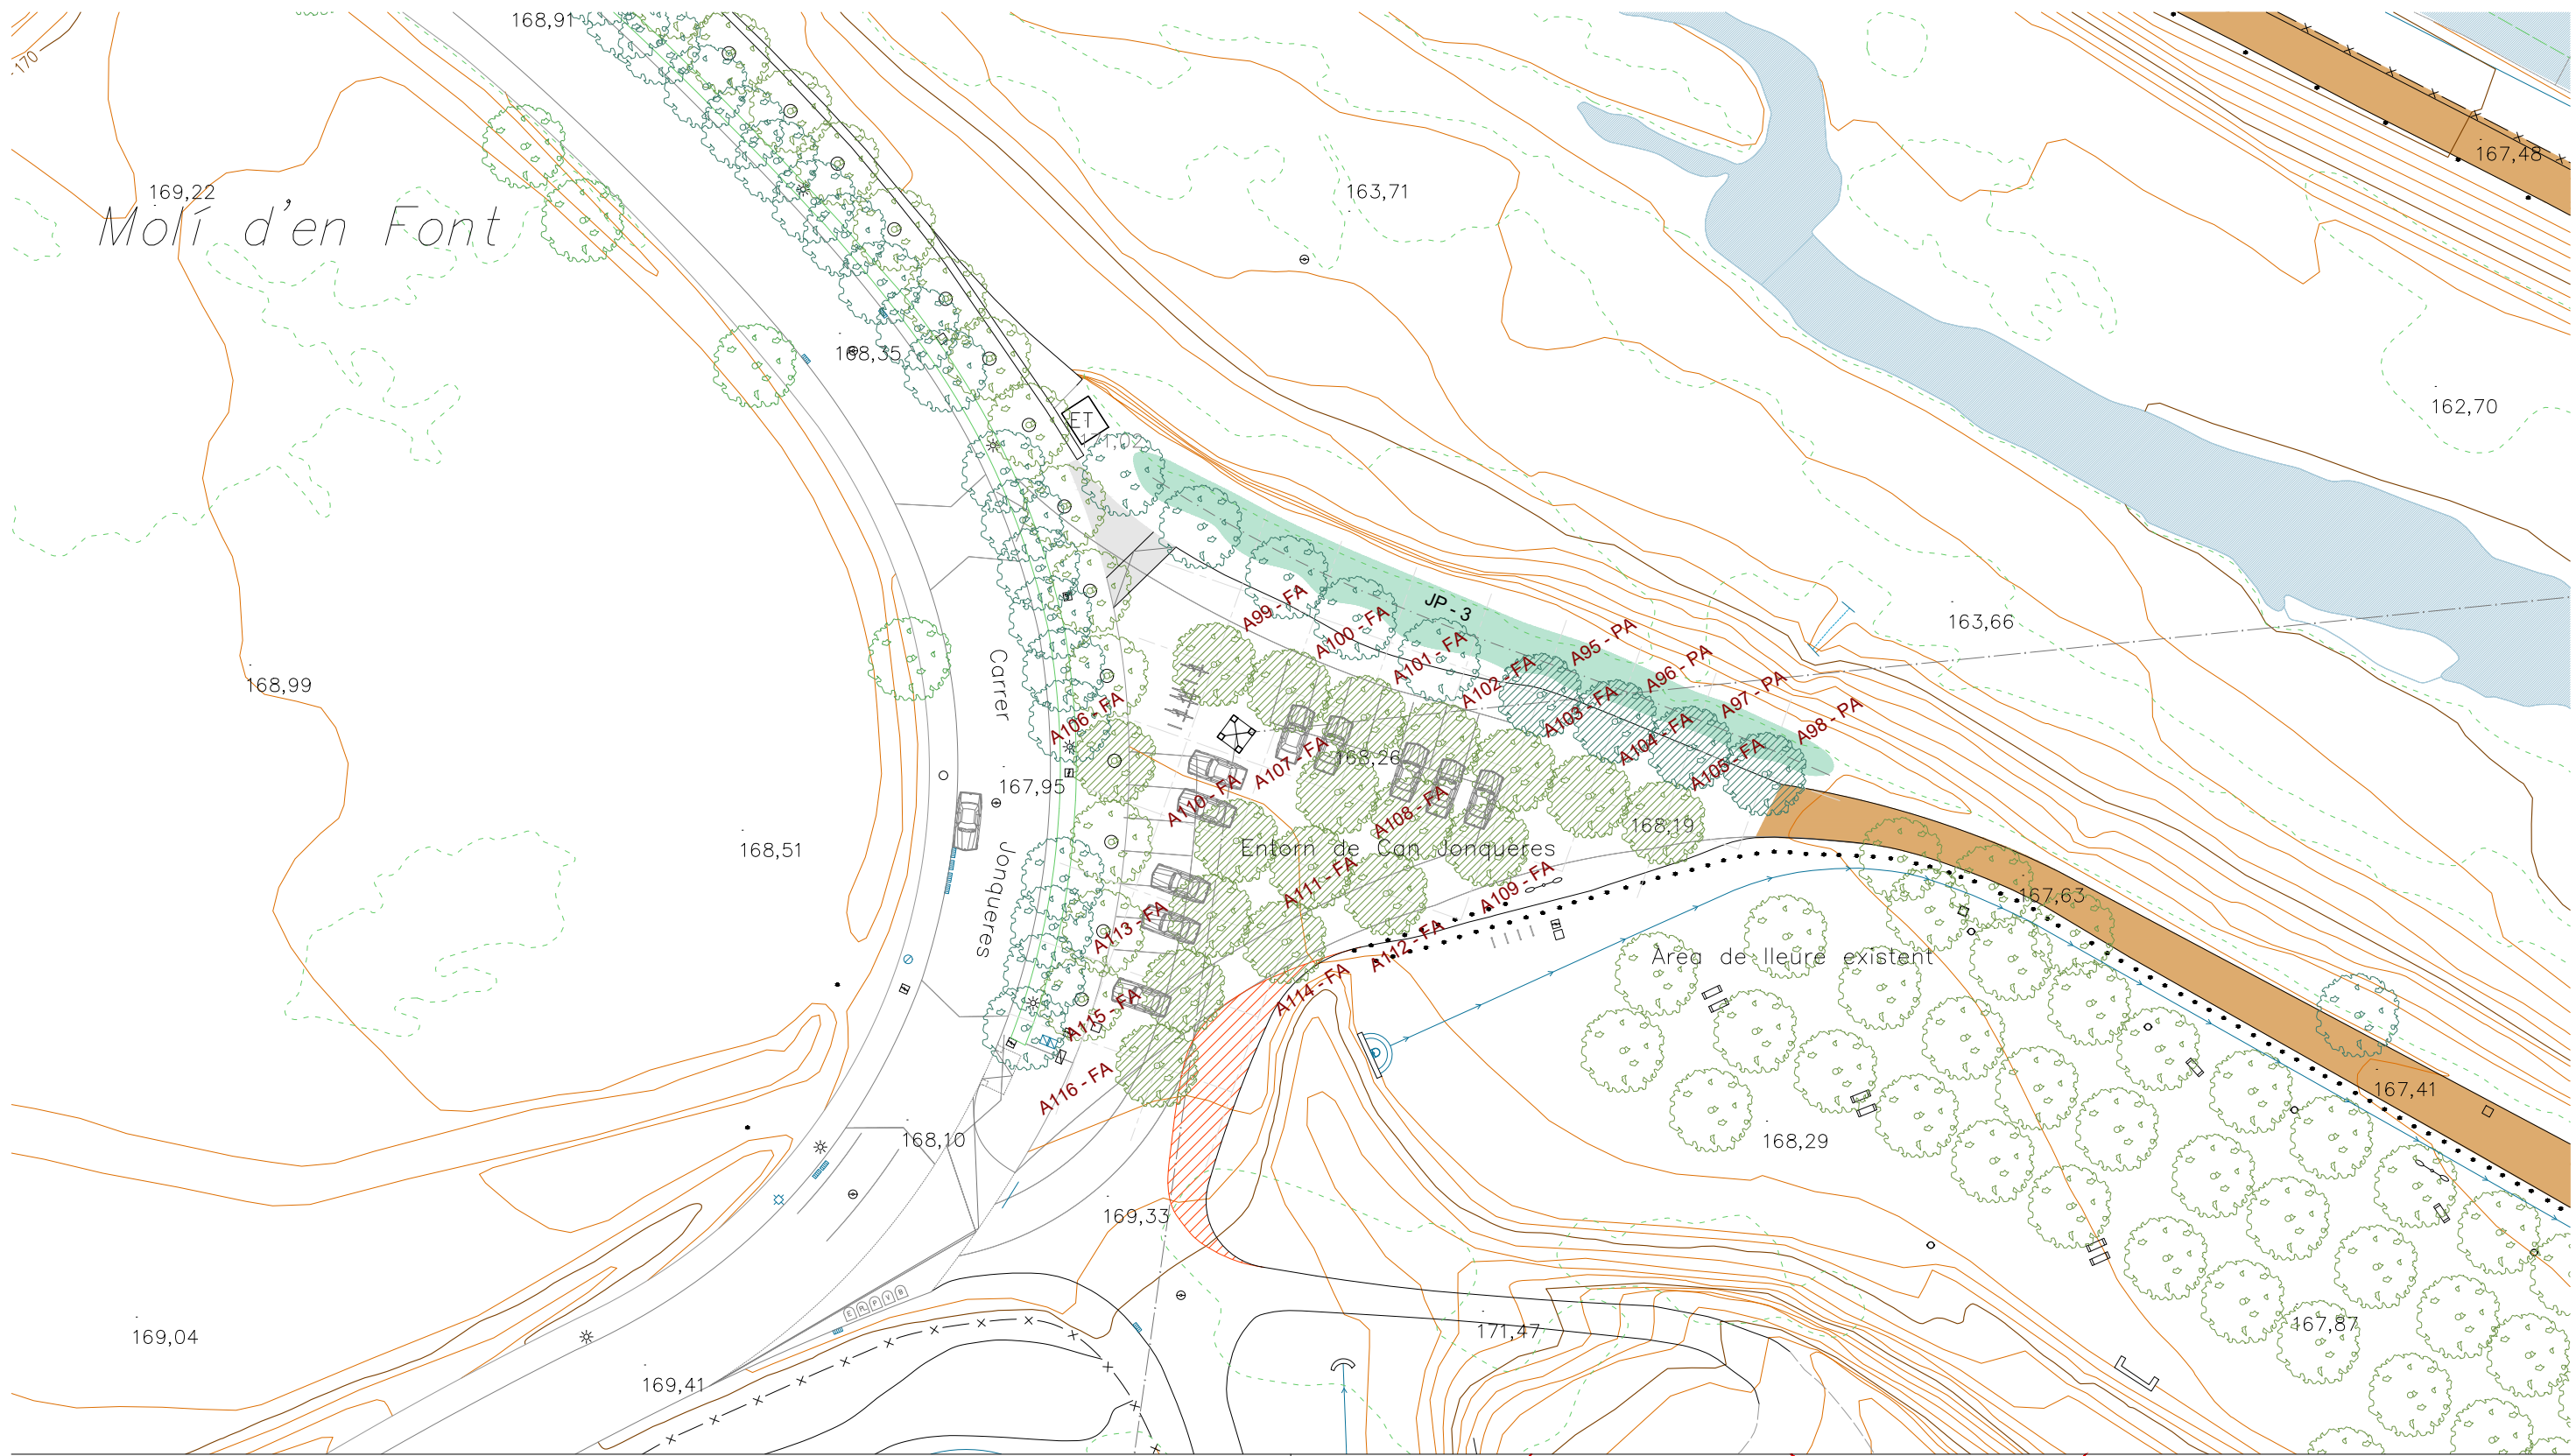 168,91
170
169,22
Molí d'en Font
163,71
167,48
168,35
162,70
ET
171,02
JP - 3
A99 - FA
A100 - FA
A101 - FA
A95 - PA
163,66
A102 - FA
A96 - PA
168,99
Carrer
A103 - FA
A97 - PA
A106 - FA
A104 - FA
A98 - PA
A107 - FA
168,26
A105 - FA
167,95
A110 - FA
A108 - FA
168,19
168,51
Entorn de Can Jonqueres
Jonqueres
A111 - FA
A109 - FA
167,63
A113 - FA
A112 - FA
Àrea de lleure existent
A114 - FA
A115 - FA
A116 - FA
167,41
168,10
168,29
169,33
169,04
171,47
167,87
169,41